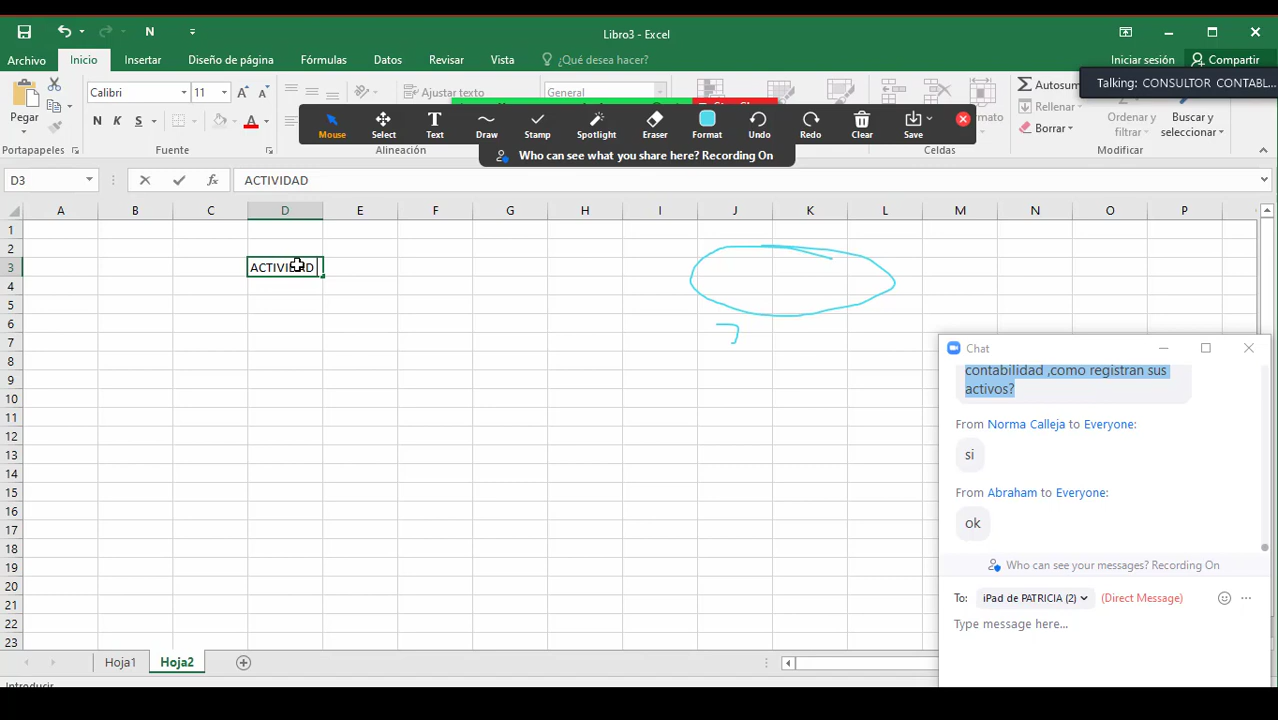 N
Libro3 - Excel
Archivo
Inicio
Insertar
Diseño de página
Fórmulas
Datos
Revisar
Vista
¿Qué desea hacer?
Iniciar sesión
Compartir
Talking: CONSULTOR CONTABL...
Pegar
Portapapeles
Calibri
11
A
A
N K S
A
Fuente
Ajustar texto
Alineación
General
Mouse
Select
Text
Draw
Stamp
Spotlight
Eraser
Format
Undo
Redo
Clear
Save
Who can see what you share here? Recording On
Celdas
Autosum
Rellenar
Borrar
Ordenar y
filtrar
Buscar y
seleccionar
Modificar
D3
fx
ACTIVIDAD
A B C D E F G H I J K L M N O P
1
2
3
ACTIVIDAD
4
5
6
7
8
9
10
11
12
13
14
15
16
17
18
19
20
21
22
23
Chat
contabilidad ,como registran sus
activos?
From Norma Calleja to Everyone:
si
From Abraham to Everyone:
ok
Who can see your messages? Recording On
To: iPad de PATRICIA (2) (Direct Message)
Type message here...
Hoja1
Hoja2
Introducir